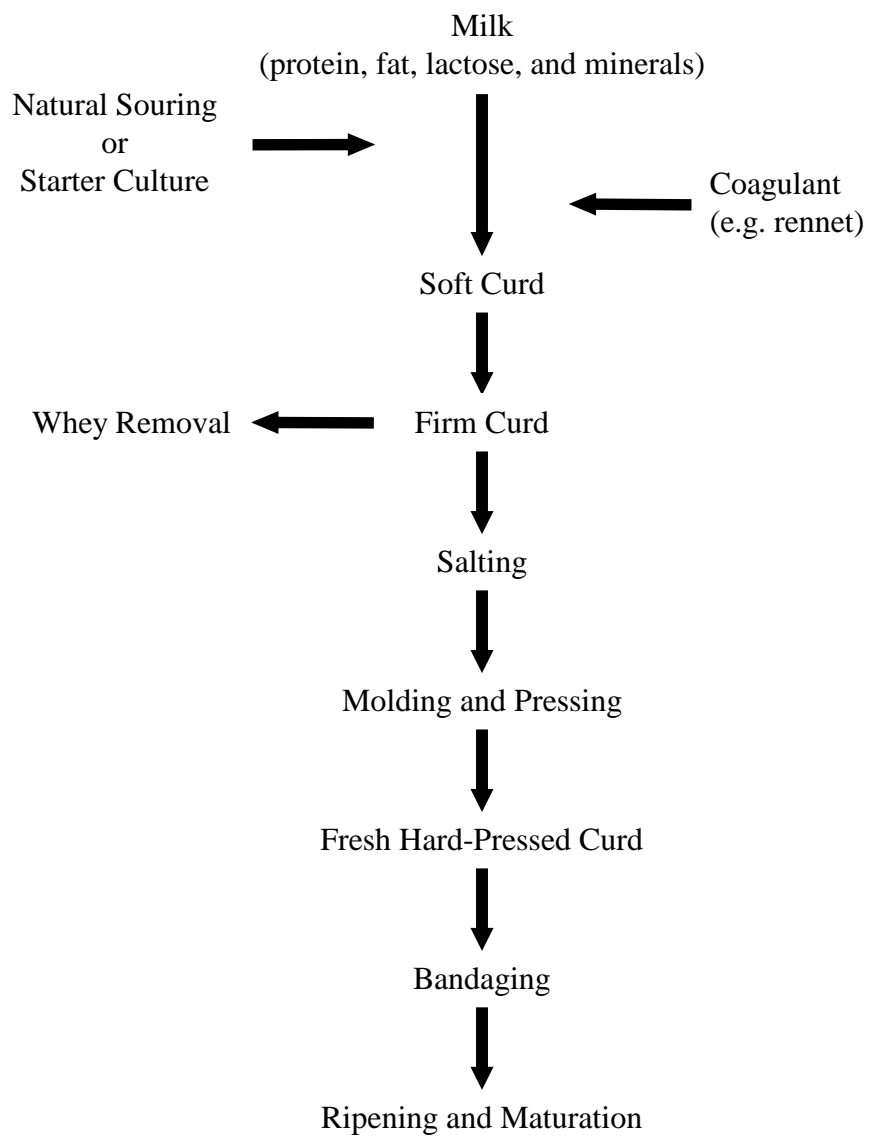 Milk
(protein, fat, lactose, and minerals)
Natural Souring
or
Starter Culture
Coagulant
(e.g. rennet)
Soft Curd
Whey Removal
Firm Curd
Salting
Molding and Pressing
Fresh Hard-Pressed Curd
Bandaging
Ripening and Maturation